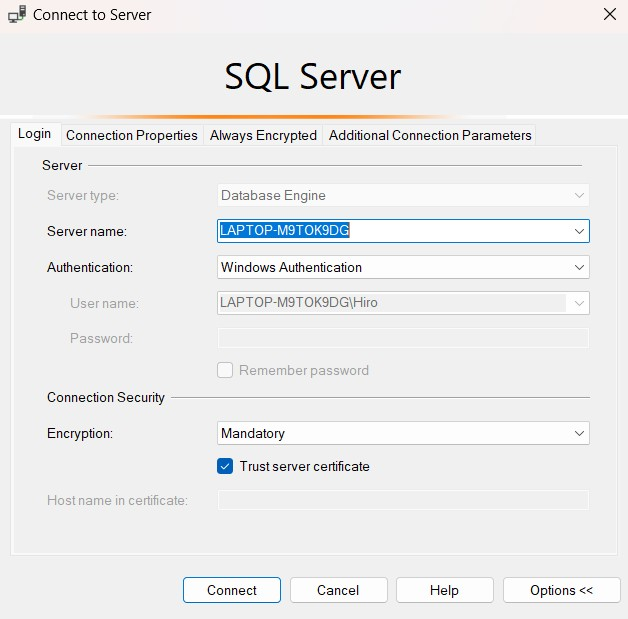 Connect to Server
SQL Server
Login Connection Properties Always Encrypted Additional Connection Parameters
Server
Server type: Database Engine
Server name: LAPTOP-M9TOK9DG
Authentication: Windows Authentication
User name: LAPTOP-M9TOK9DG\Hiro
Password:
Remember password
Connection Security
Encryption: Mandatory
Trust server certificate
Host name in certificate:
Connect Cancel Help Options <<